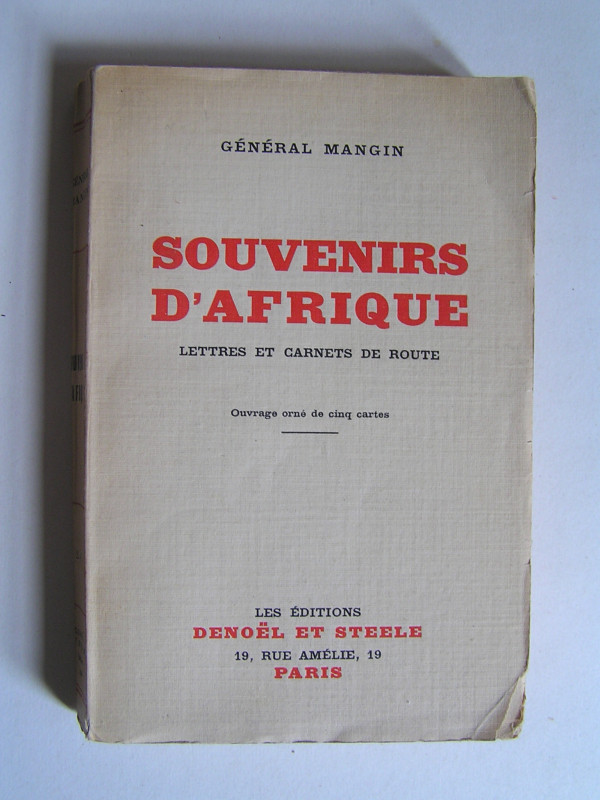 GÉNÉRAL MANGIN
SOUVENIRS
D'AFRIQUE
LETTRES ET CARNETS DE ROUTE
Ouvrage orné de cinq cartes
LES ÉDITIONS
DENOËL ET STEELE
19, RUE AMÉLIE, 19
PARIS